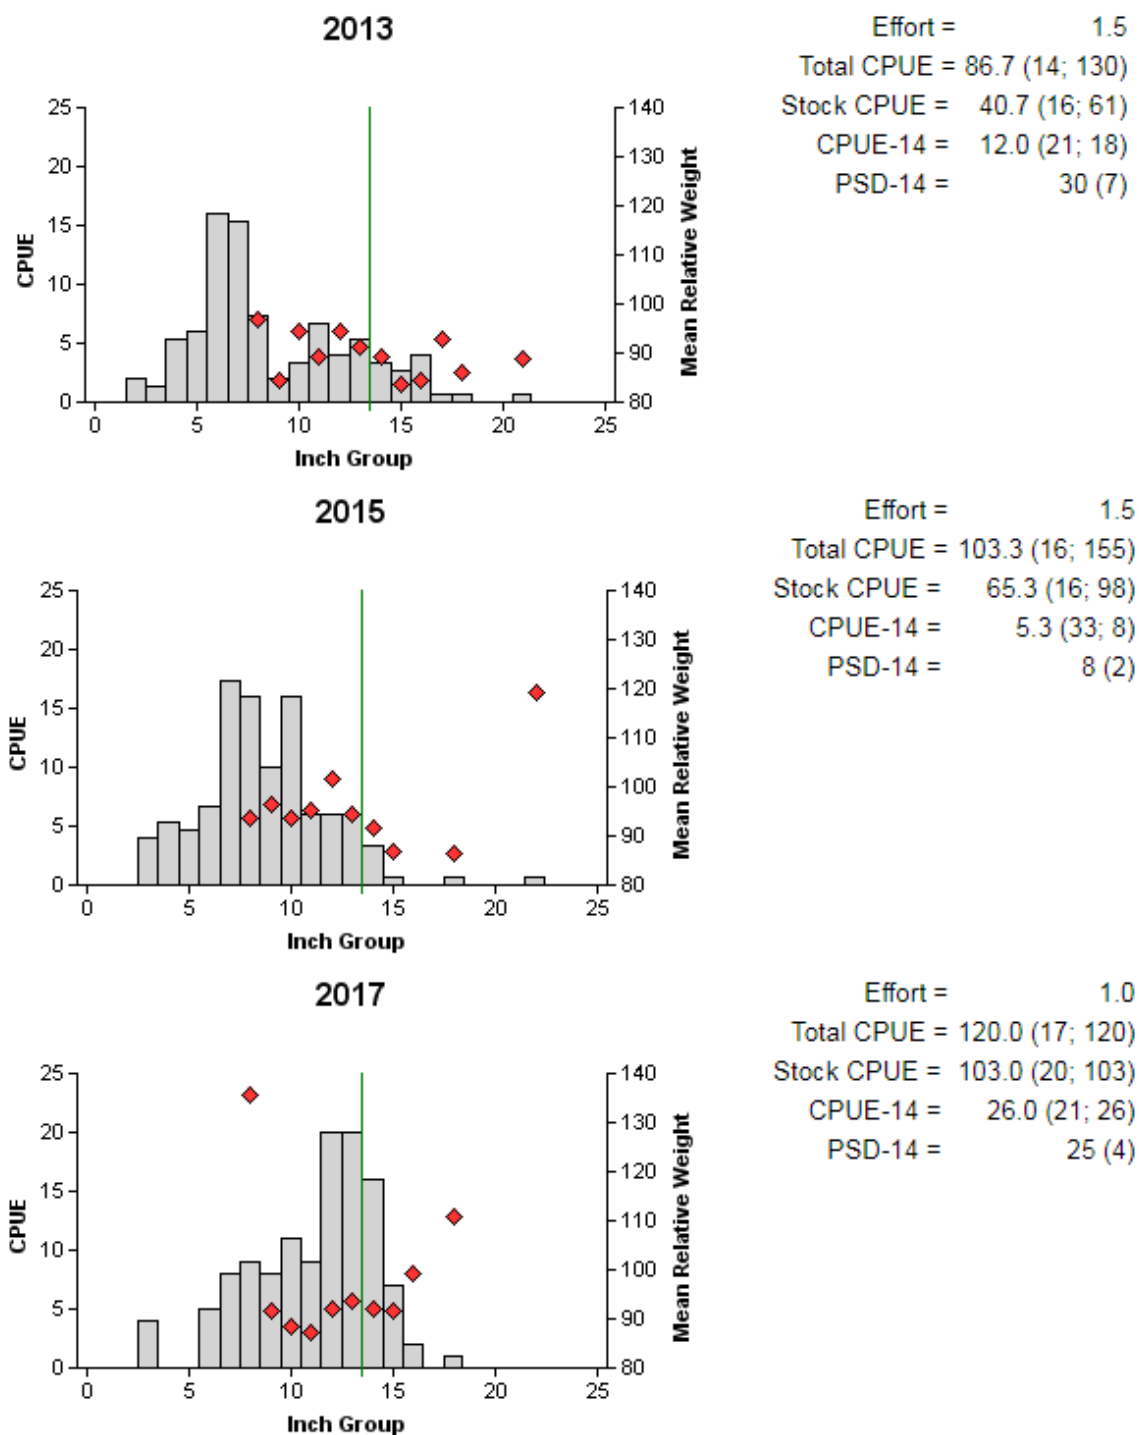 2013
Effort = 1.5
Total CPUE = 86.7 (14; 130)
Stock CPUE = 40.7 (16; 61)
CPUE-14 = 12.0 (21; 18)
PSD-14 = 30 (7)
25
20
15
10
5
0
CPUE
140
130
120
110
100
90
80
Mean Relative Weight
0 5 10 15 20 25
Inch Group
2015
Effort = 1.5
Total CPUE = 103.3 (16; 155)
Stock CPUE = 65.3 (16; 98)
CPUE-14 = 5.3 (33; 8)
PSD-14 = 8 (2)
25
20
15
10
5
0
CPUE
140
130
120
110
100
90
80
Mean Relative Weight
0 5 10 15 20 25
Inch Group
2017
Effort = 1.0
Total CPUE = 120.0 (17; 120)
Stock CPUE = 103.0 (20; 103)
CPUE-14 = 26.0 (21; 26)
PSD-14 = 25 (4)
25
20
15
10
5
0
CPUE
140
130
120
110
100
90
80
Mean Relative Weight
0 5 10 15 20 25
Inch Group